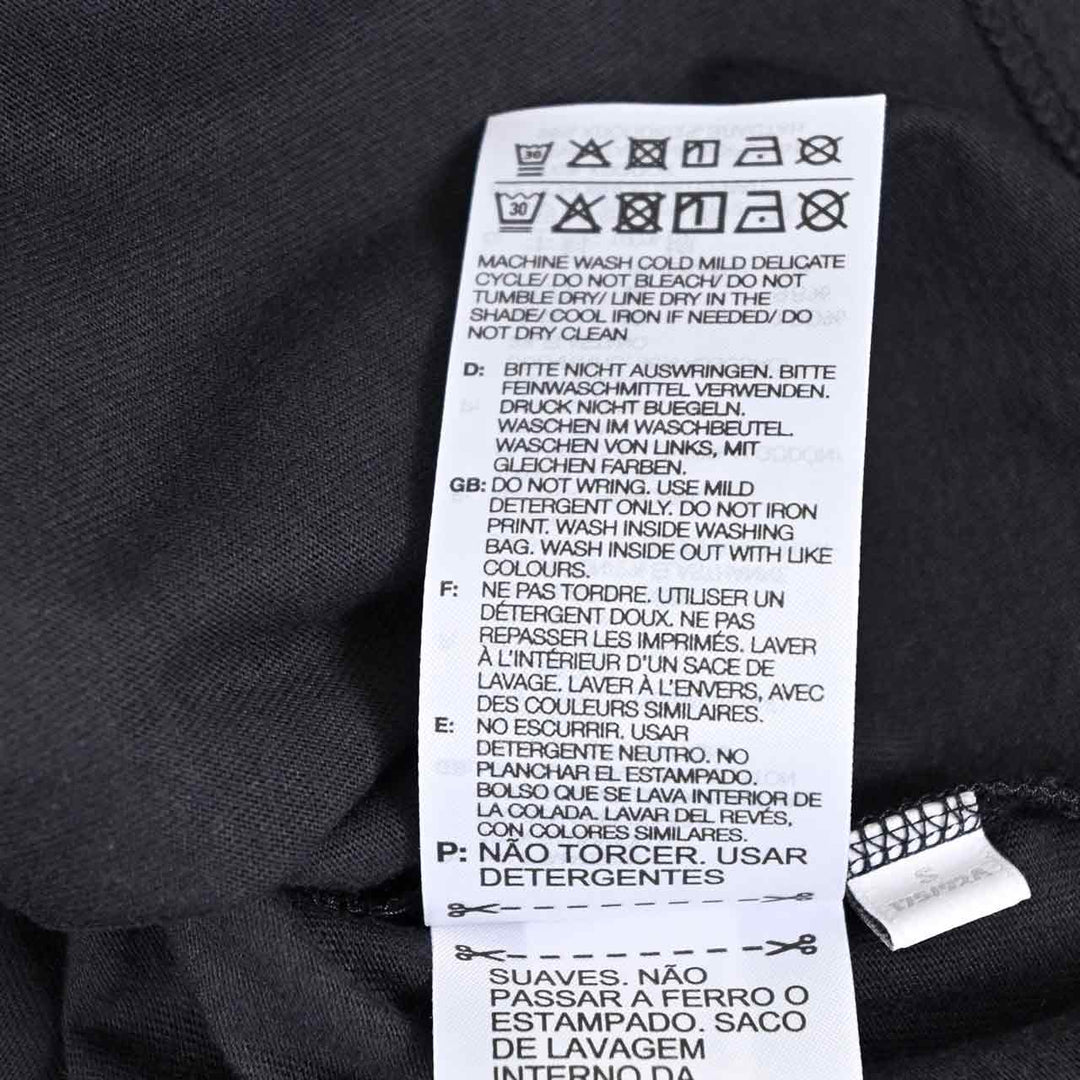 30
30
MACHINE WASH COLD MILD DELICATE
CYCLE/ DO NOT BLEACH/ DO NOT
TUMBLE DRY/ LINE DRY IN THE
SHADE/ COOL IRON IF NEEDED/ DO
NOT DRY CLEAN
D: BITTE NICHT AUSWRINGEN. BITTE
FEINWASCHMITTEL VERWENDEN.
DRUCK NICHT BUEGELN.
WASCHEN IM WASCHBEUTEL.
WASCHEN VON LINKS, MIT
GLEICHEN FARBEN.
GB: DO NOT WRING. USE MILD
DETERGENT ONLY. DO NOT IRON
PRINT. WASH INSIDE WASHING
BAG. WASH INSIDE OUT WITH LIKE
COLOURS.
F: NE PAS TORDRE. UTILISER UN
DÉTERGENT DOUX. NE PAS
REPASSER LES IMPRIMÉS. LAVER
À L'INTÉRIEUR D'UN SACE DE
LAVAGE. LAVER À L'ENVERS, AVEC
DES COULEURS SIMILAIRES.
E: NO ESCURRIR. USAR
DETERGENTE NEUTRO. NO
PLANCHAR EL ESTAMPADO.
BOLSO QUE SE LAVA INTERIOR DE
LA COLADA. LAVAR DEL REVÉS,
CON COLORES SIMILARES.
P: NÃO TORCER. USAR
DETERGENTES
SUAVES. NÃO
PASSAR A FERRO O
ESTAMPADO. SACO
DE LAVAGEM
INTERNO DA